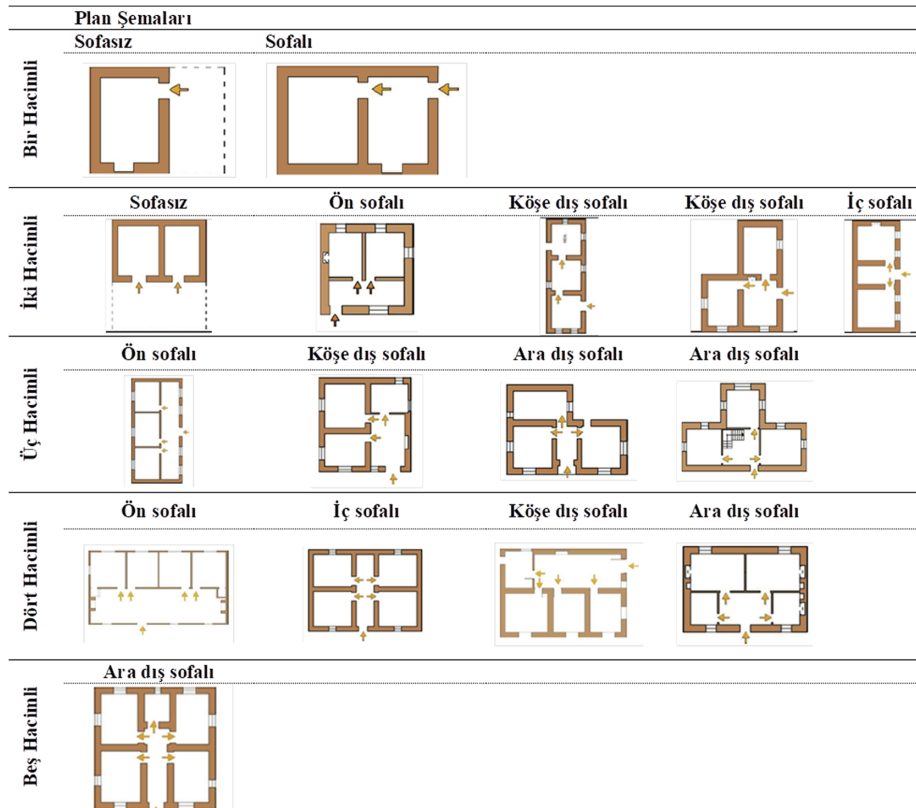 Plan Şemaları
Bir Hacimli
Sofasız Sofalı
İki Hacimli
Sofasız Ön sofalı Köşe dış sofalı Köşe dış sofalı İç sofalı
Üç Hacimli
Ön sofalı Köşe dış sofalı Ara dış sofalı Ara dış sofalı
Dört Hacimli
Ön sofalı İç sofalı Köşe dış sofalı Ara dış sofalı
Beş Hacimli
Ara dış sofalı